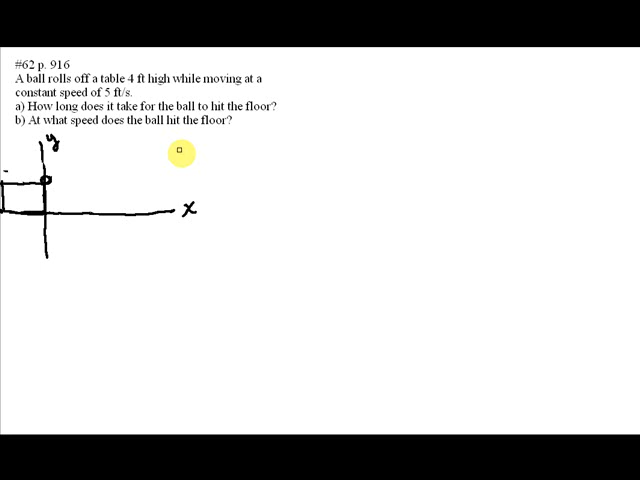 #62 p. 916
A ball rolls off a table 4 ft high while moving at a
constant speed of 5 ft/s.
a) How long does it take for the ball to hit the floor?
b) At what speed does the ball hit the floor?
y
x